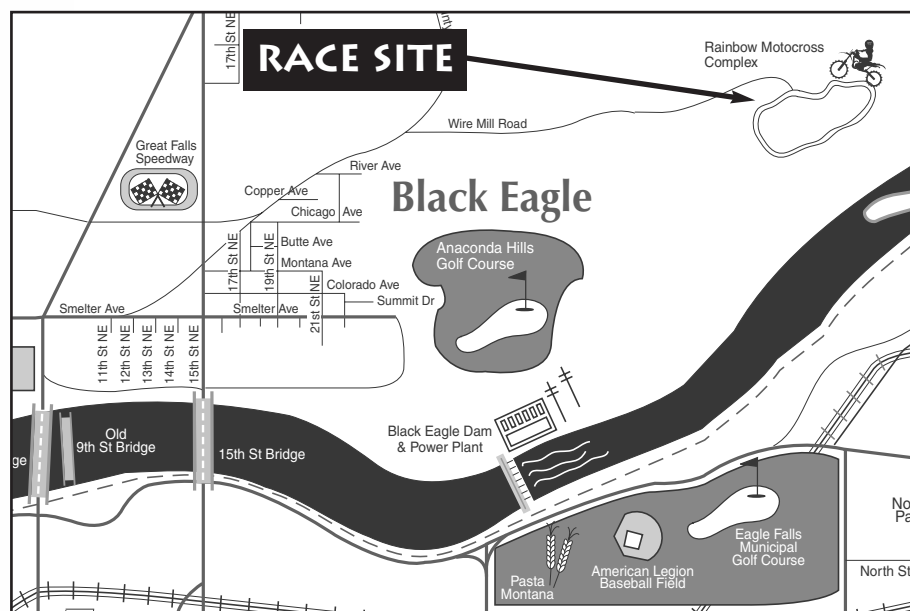 17th St NE
nty
RACE SITE
Rainbow Motocross
Complex
Wire Mill Road
Great Falls
Speedway
River Ave
Copper Ave
Chicago Ave
Black Eagle
17th St NE
19th St NE
Butte Ave
Montana Ave
21st St NE
Colorado Ave
Summit Dr
Anaconda Hills
Golf Course
Smelter Ave
Smelter Ave
11th St NE
12th St NE
13th St NE
14th St NE
15th St NE
ge
Old
9th St Bridge
15th St Bridge
Black Eagle Dam
& Power Plant
Pasta
Montana
American Legion
Baseball Field
Eagle Falls
Municipal
Golf Course
No
Pa
North St